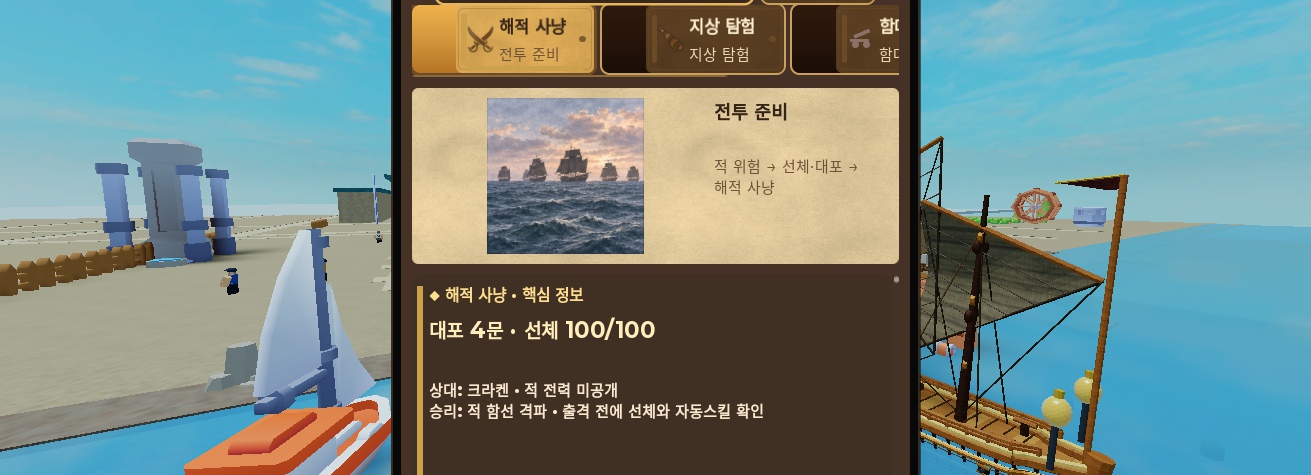 해적 사냥
전투 준비
지상 탐험
지상 탐험
전투 준비
적 위험 → 선체·대포 →
해적 사냥
◆ 해적 사냥 • 핵심 정보
대포 4문 • 선체 100/100
상대: 크라켄 • 적 전력 미공개
승리: 적 함선 격파 • 출격 전에 선체와 자동스킬 확인